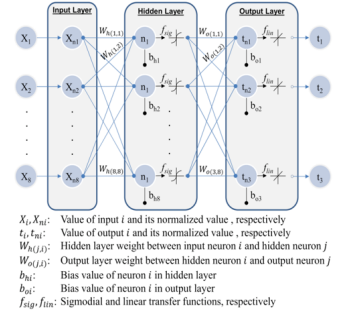 Input Layer Hidden Layer Output Layer
X1 Xn1 Wh(1,1) n1 fsig Wo(1,1) tn1 flin t1
Wh(1,2) bh1 Wo(1,2) bo1
X2 Xn2 n2 fsig tn2 flin t2
bh2 bo2
X8 Xn8 Wh(8,8) n1 fsig Wo(3,8) tn3 flin t3
bh8 bo3
Xi, Xni: Value of input i and its normalized value , respectively
ti, tni: Value of output i and its normalized value, respectively
Wh(j,i): Hidden layer weight between input neuron i and hidden neuron j
Wo(j,i): Output layer weight between hidden neuron i and output neuron j
bhi: Bias value of neuron i in hidden layer
boi: Bias value of neuron i in output layer
fsig, flin: Sigmodial and linear transfer functions, respectively